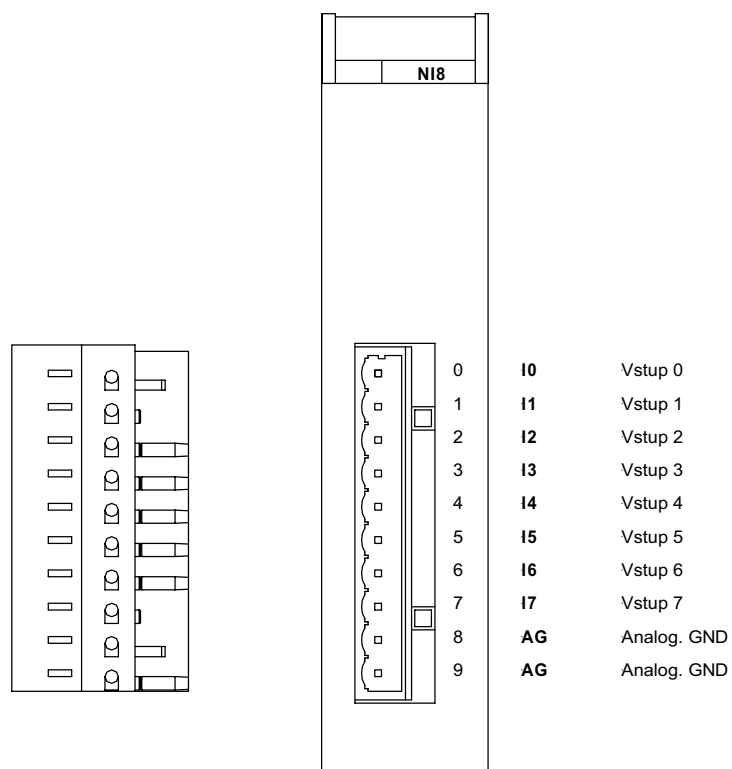 NI8
0 I0 Vstup 0
1 I1 Vstup 1
2 I2 Vstup 2
3 I3 Vstup 3
4 I4 Vstup 4
5 I5 Vstup 5
6 I6 Vstup 6
7 I7 Vstup 7
8 AG Analog. GND
9 AG Analog. GND